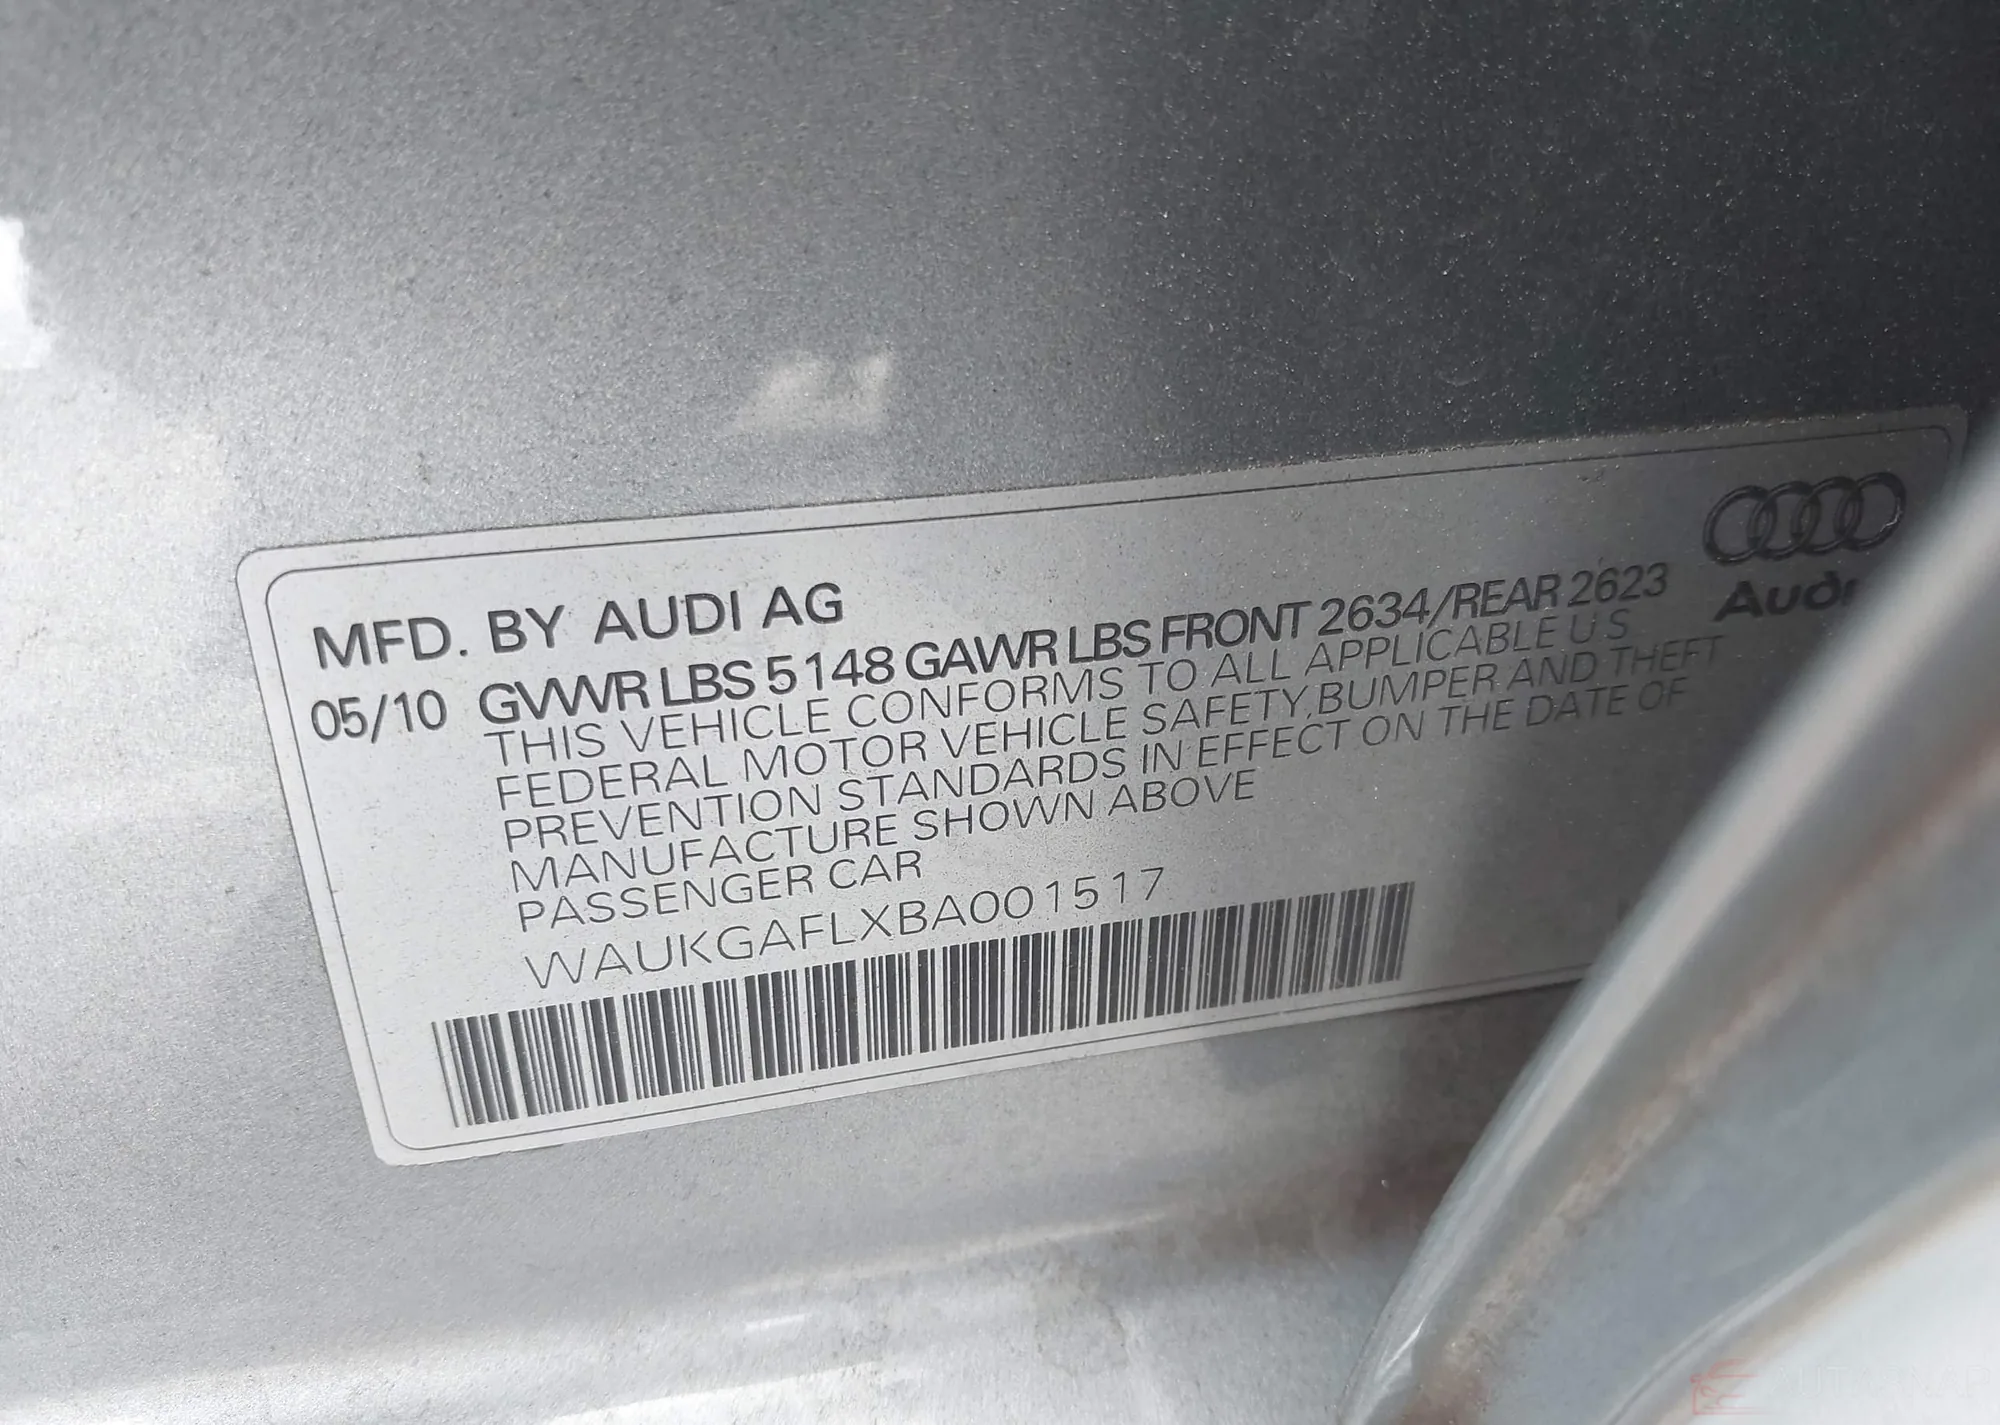 MFD. BY AUDI AG
05/10 GVWR LBS 5148 GAWR LBS FRONT 2634/REAR 2623
THIS VEHICLE CONFORMS TO ALL APPLICABLE U S
FEDERAL MOTOR VEHICLE SAFETY,BUMPER AND THEFT
PREVENTION STANDARDS IN EFFECT ON THE DATE OF
MANUFACTURE SHOWN ABOVE
PASSENGER CAR
WAUKGAFLXBA001517
Audi